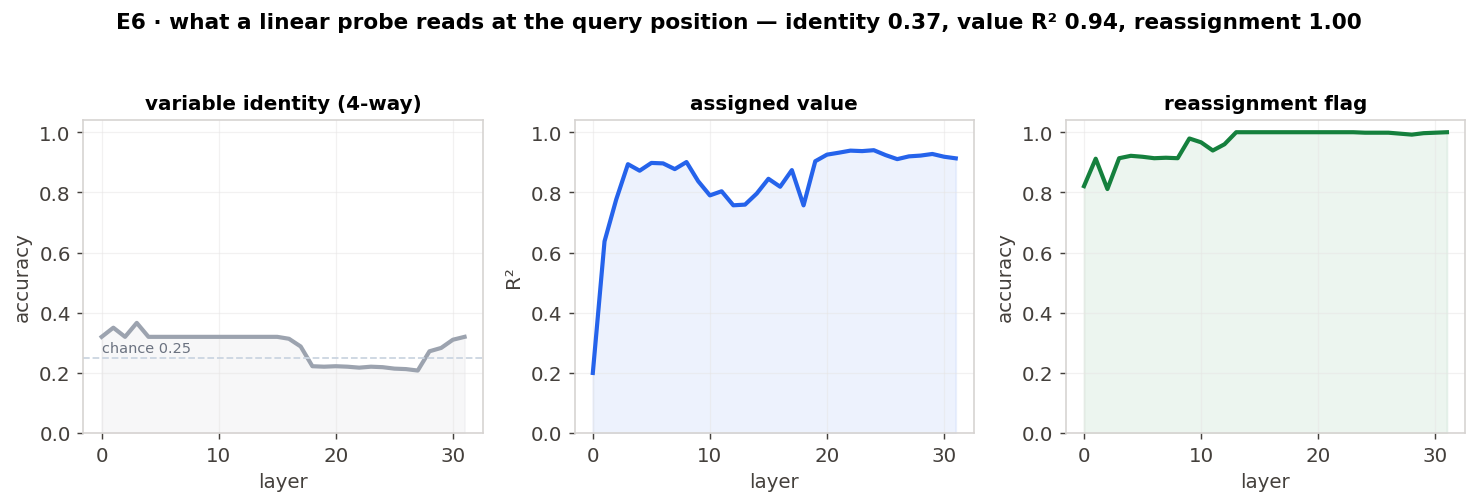 E6 · what a linear probe reads at the query position — identity 0.37, value R² 0.94, reassignment 1.00
variable identity (4-way)
accuracy
1.0
0.8
0.6
0.4
0.2
0.0
chance 0.25
0 10 20 30
layer
assigned value
R²
1.0
0.8
0.6
0.4
0.2
0.0
0 10 20 30
layer
reassignment flag
accuracy
1.0
0.8
0.6
0.4
0.2
0.0
0 10 20 30
layer